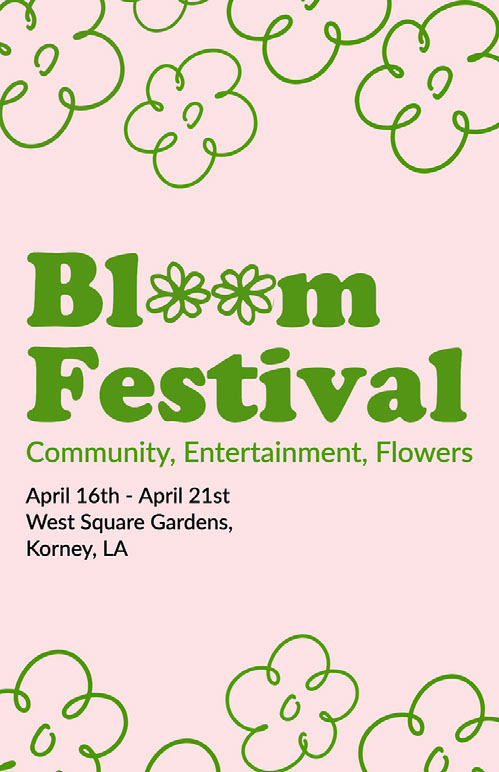 Bloom
Festival
Community, Entertainment, Flowers
April 16th - April 21st
West Square Gardens,
Korney, LA